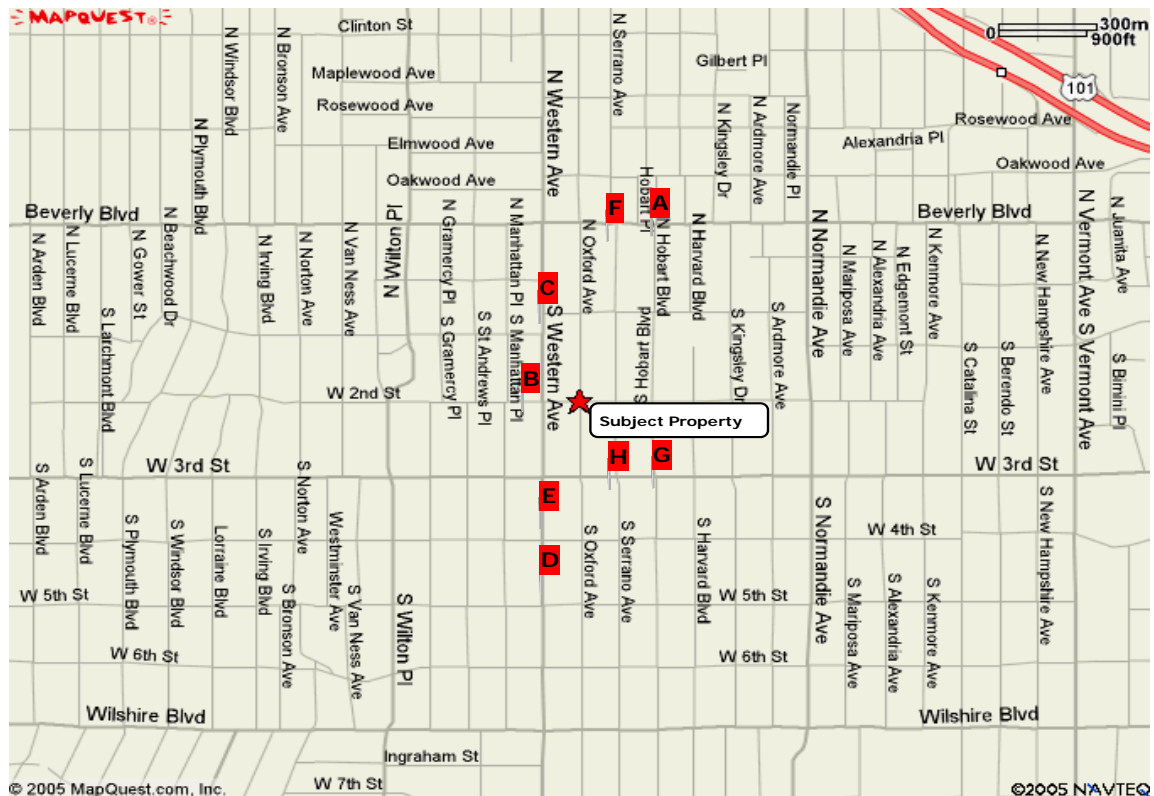 MAPQUEST
300m
0
900ft
Clinton St
N Serrano Ave
N Windsor Blvd
N Bronson Ave
Gilbert Pl
Maplewood Ave
N Western Ave
101
Rosewood Ave
N Kingsley Dr
N Ardmore Ave
Normandie Pl
Rosewood Ave
N Plymouth Blvd
Elmwood Ave
Alexandria Pl
Oakwood Ave
Oakwood Ave
Hobart Pl
F
A
Beverly Blvd
Beverly Blvd
N Arden Blvd
N Lucerne Blvd
N Gower St
N Beachwood Dr
N Irving Blvd
N Norton Ave
N Van Ness Ave
N Wilton Pl
N Gramercy Pl
N Manhattan Pl
N Oxford Ave
N Hobart Blvd
N Harvard Blvd
N Normandie Ave
N Mariposa Ave
N Alexandria Ave
N Edgemont St
N Kenmore Ave
N New Hampshire Ave
N Vermont Ave
N Juanita Ave
C
S Larchmont Blvd
S Gramercy Pl
S St Andrews Pl
S Manhattan Pl
S Western Ave
S Hobart Blvd
S Kingsley Dr
S Ardmore Ave
S Catalina St
S Berendo St
S Vermont Ave
S Bimini Pl
B
W 2nd St
Subject Property
H
G
W 3rd St
W 3rd St
S Arden Blvd
S Lucerne Blvd
S Plymouth Blvd
S Windsor Blvd
Lorraine Blvd
S Irving Blvd
S Norton Ave
Westminster Ave
E
S Oxford Ave
S Serrano Ave
S Harvard Blvd
S Normandie Ave
W 4th St
S New Hampshire Ave
D
W 5th St
W 5th St
S Bronson Ave
S Van Ness Ave
S Wilton Pl
S Mariposa Ave
S Alexandria Ave
S Kenmore Ave
W 6th St
W 6th St
Wilshire Blvd
Wilshire Blvd
Ingraham St
W 7th St
© 2005 MapQuest.com, Inc.
©2005 NAVTEQ